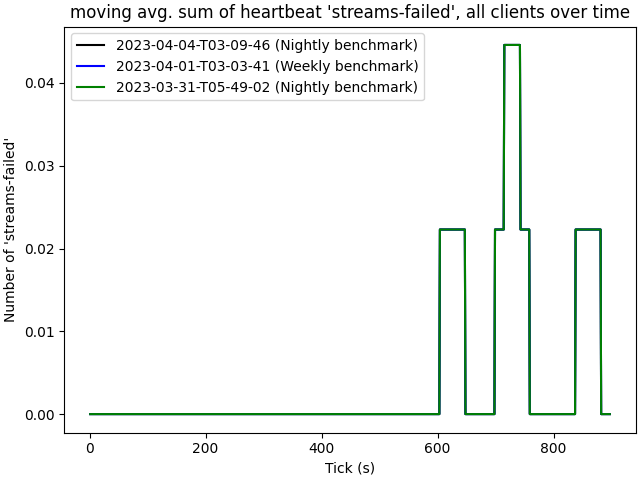 moving avg. sum of heartbeat 'streams-failed', all clients over time
2023-04-04-T03-09-46 (Nightly benchmark)
2023-04-01-T03-03-41 (Weekly benchmark)
2023-03-31-T05-49-02 (Nightly benchmark)
Number of 'streams-failed'
0.04
0.03
0.02
0.01
0.00
0 200 400 600 800
Tick (s)